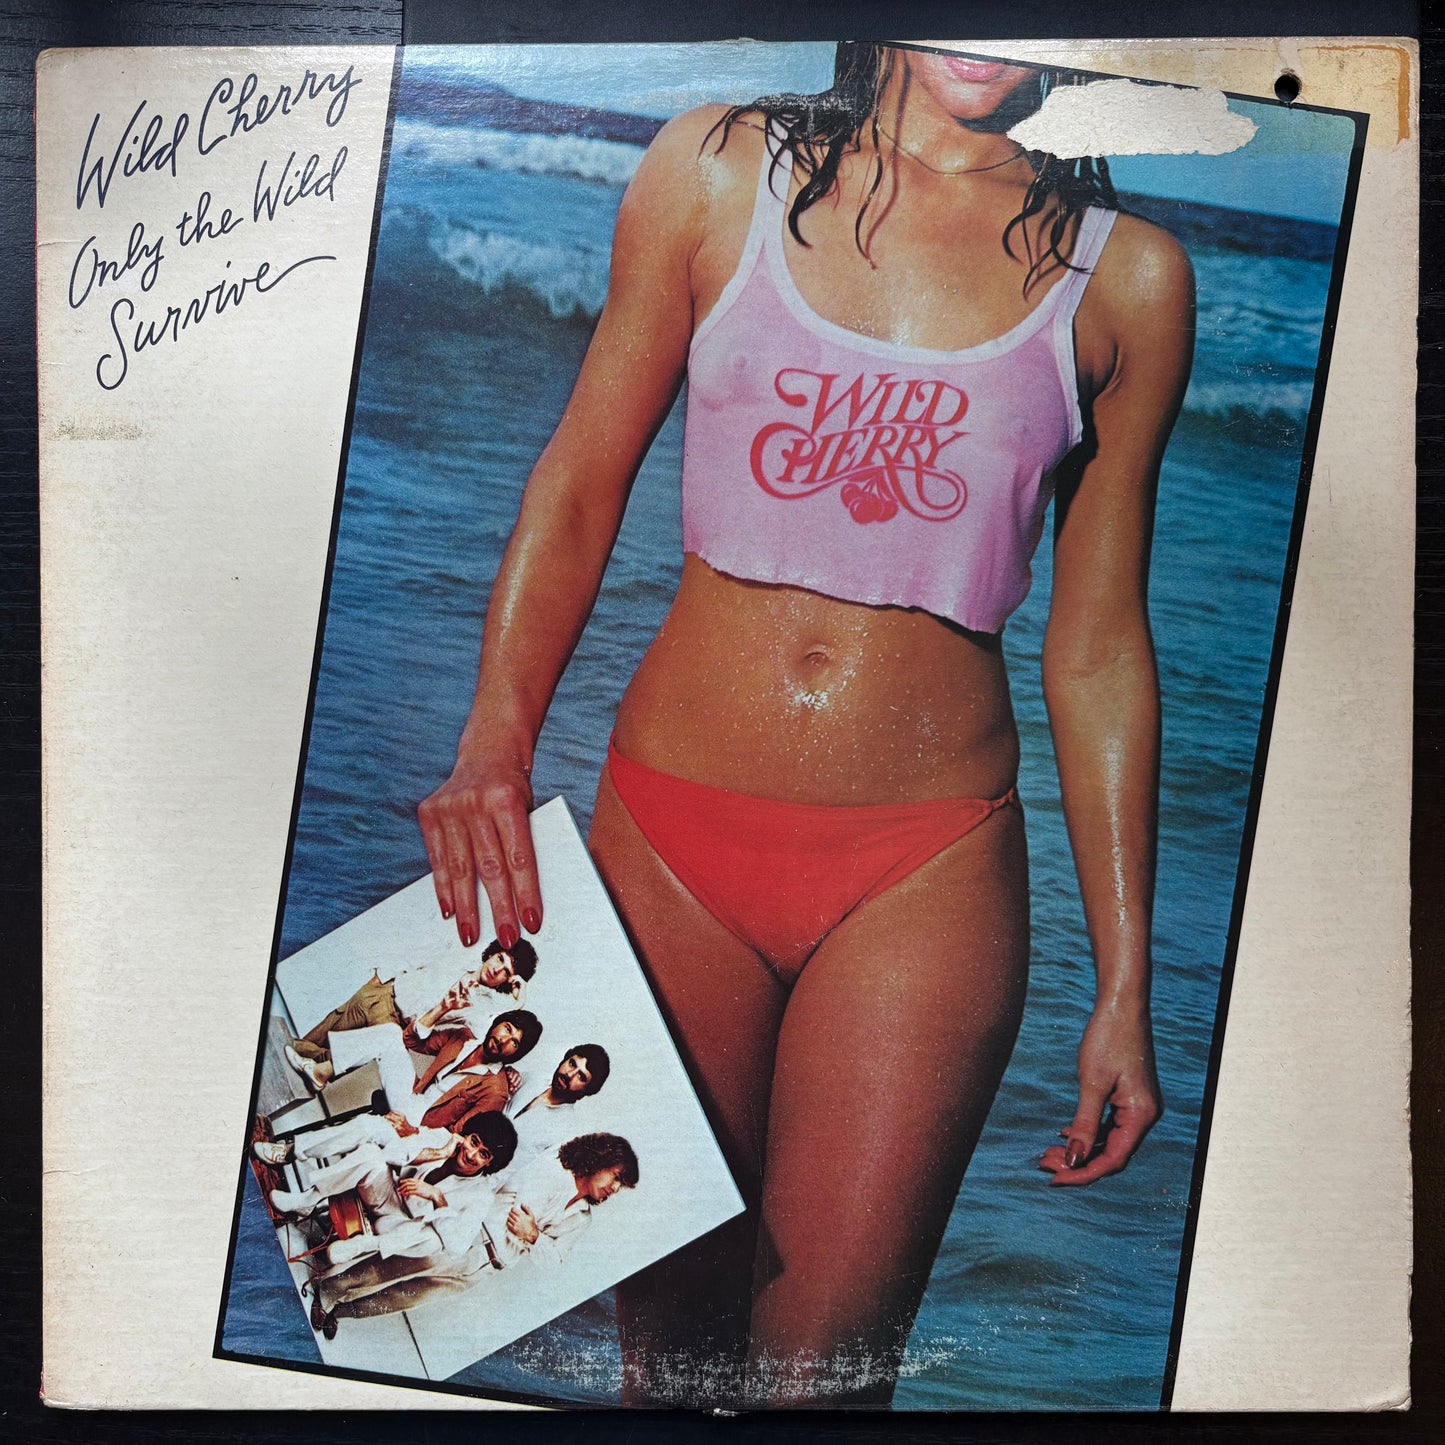 Wild Cherry
Only the Wild
Survive
WILD
CHERRY